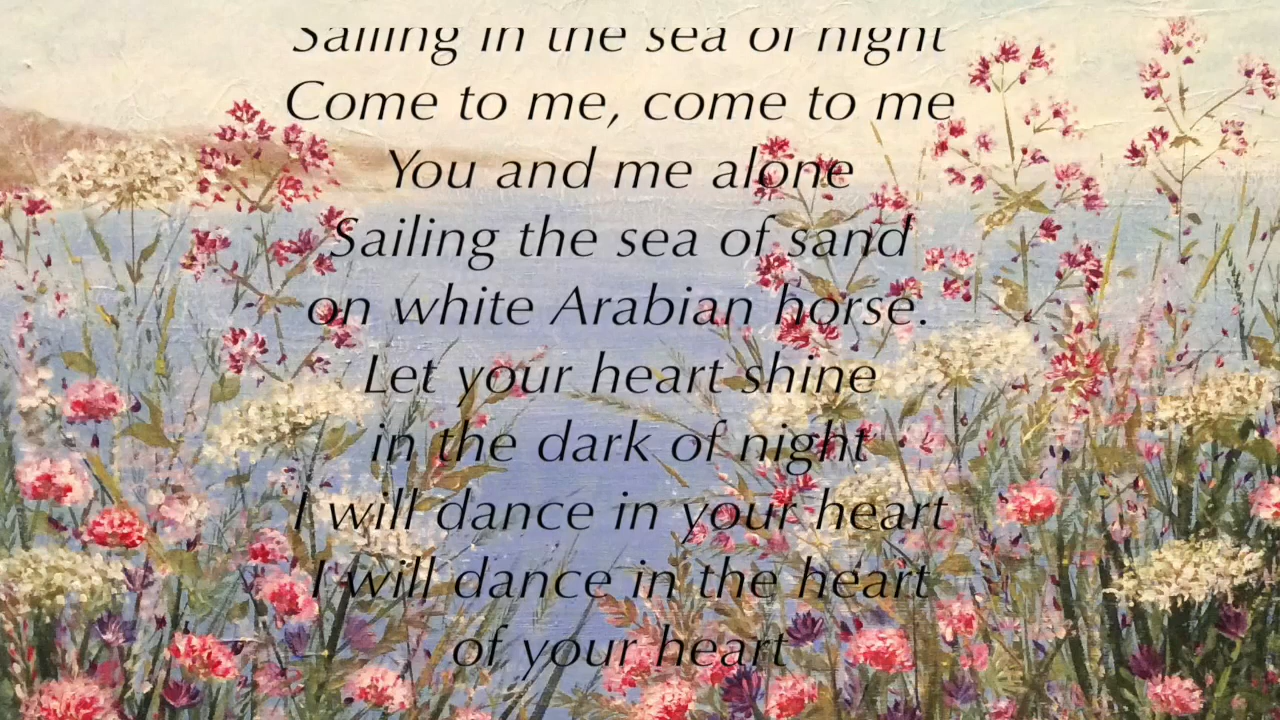 Sailing in the sea of night
Come to me, come to me
You and me alone
Sailing the sea of sand
on white Arabian horse.
Let your heart shine
in the dark of night
I will dance in your heart
I will dance in the heart
of your heart